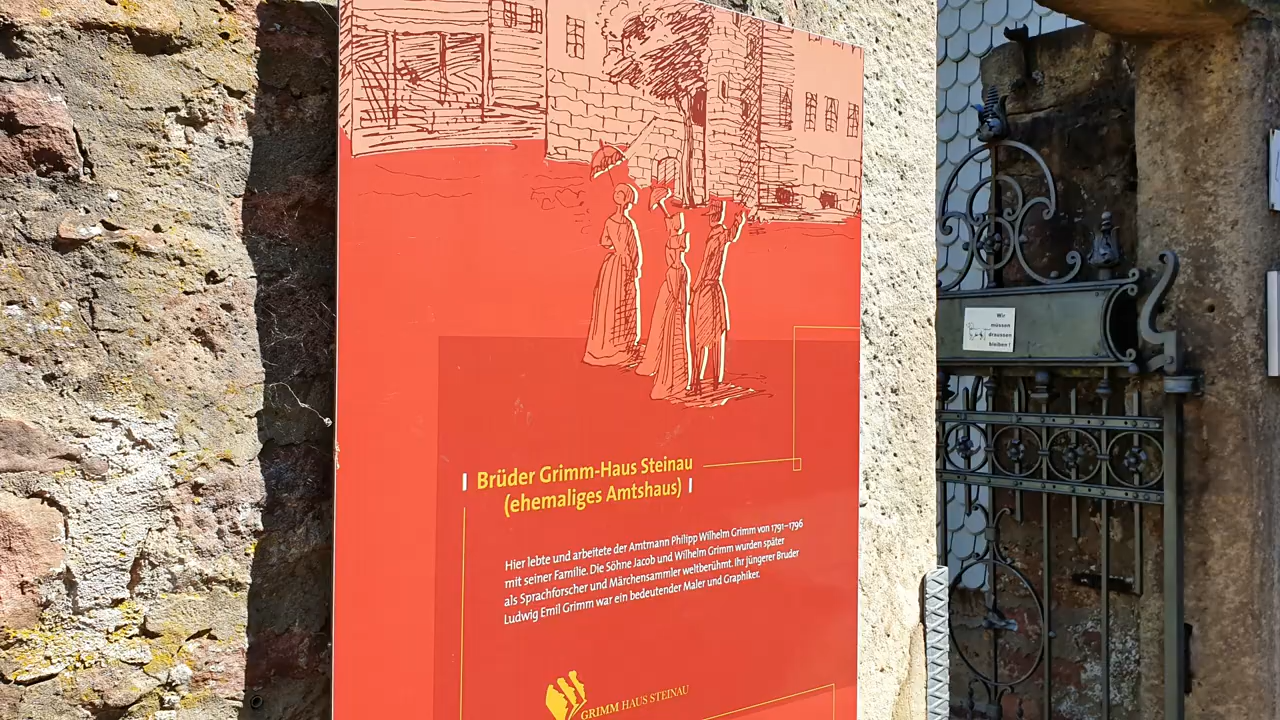 Brüder Grimm-Haus Steinau
(ehemaliges Amtshaus)
Hier lebte und arbeitete der Amtmann Philipp Wilhelm Grimm von 1791–1796
mit seiner Familie. Die Söhne Jacob und Wilhelm Grimm wurden später
als Sprachforscher und Märchensammler weltberühmt. Ihr jüngerer Bruder
Ludwig Emil Grimm war ein bedeutender Maler und Graphiker.
GRIMM HAUS STEINAU
Wir
müssen
draussen
bleiben!